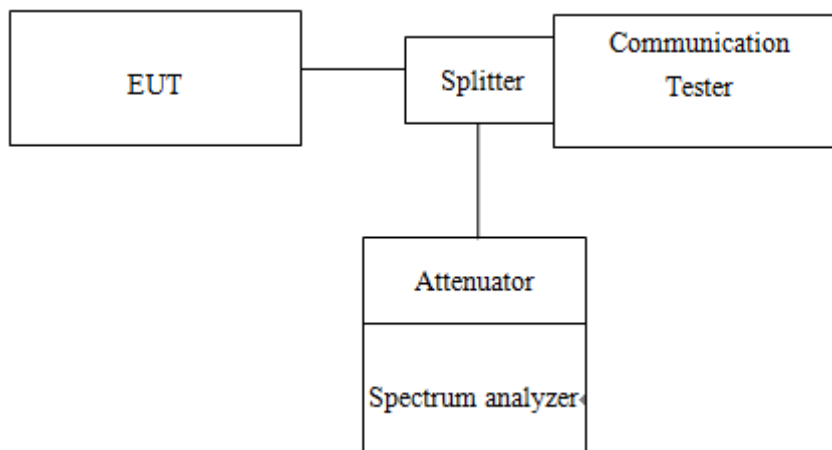 EUT
Splitter
Communication
Tester
Attenuator
Spectrum analyzer